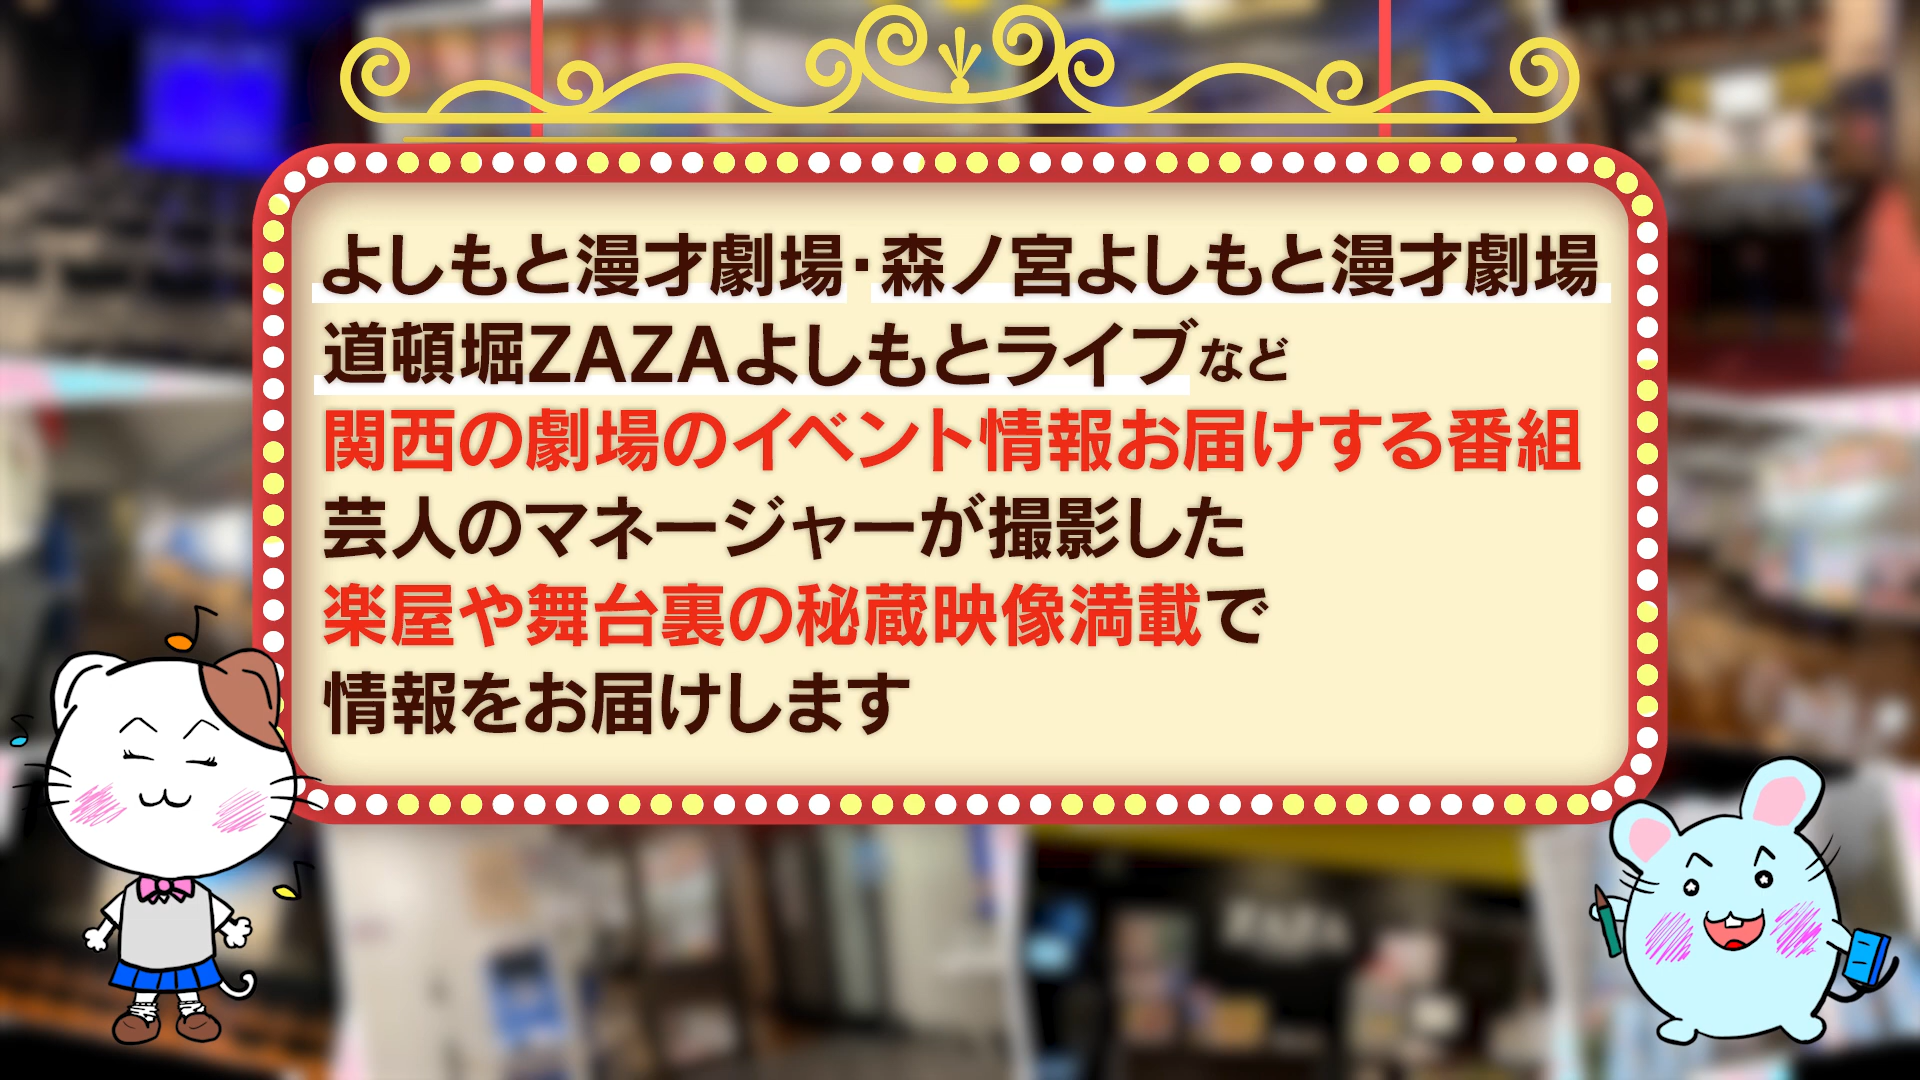 よしもと漫才劇場･森ノ宮よしもと漫才劇場
道頓堀ZAZAよしもとライブなど
関西の劇場のイベント情報お届けする番組
芸人のマネージャーが撮影した
楽屋や舞台裏の秘蔵映像満載で
情報をお届けします